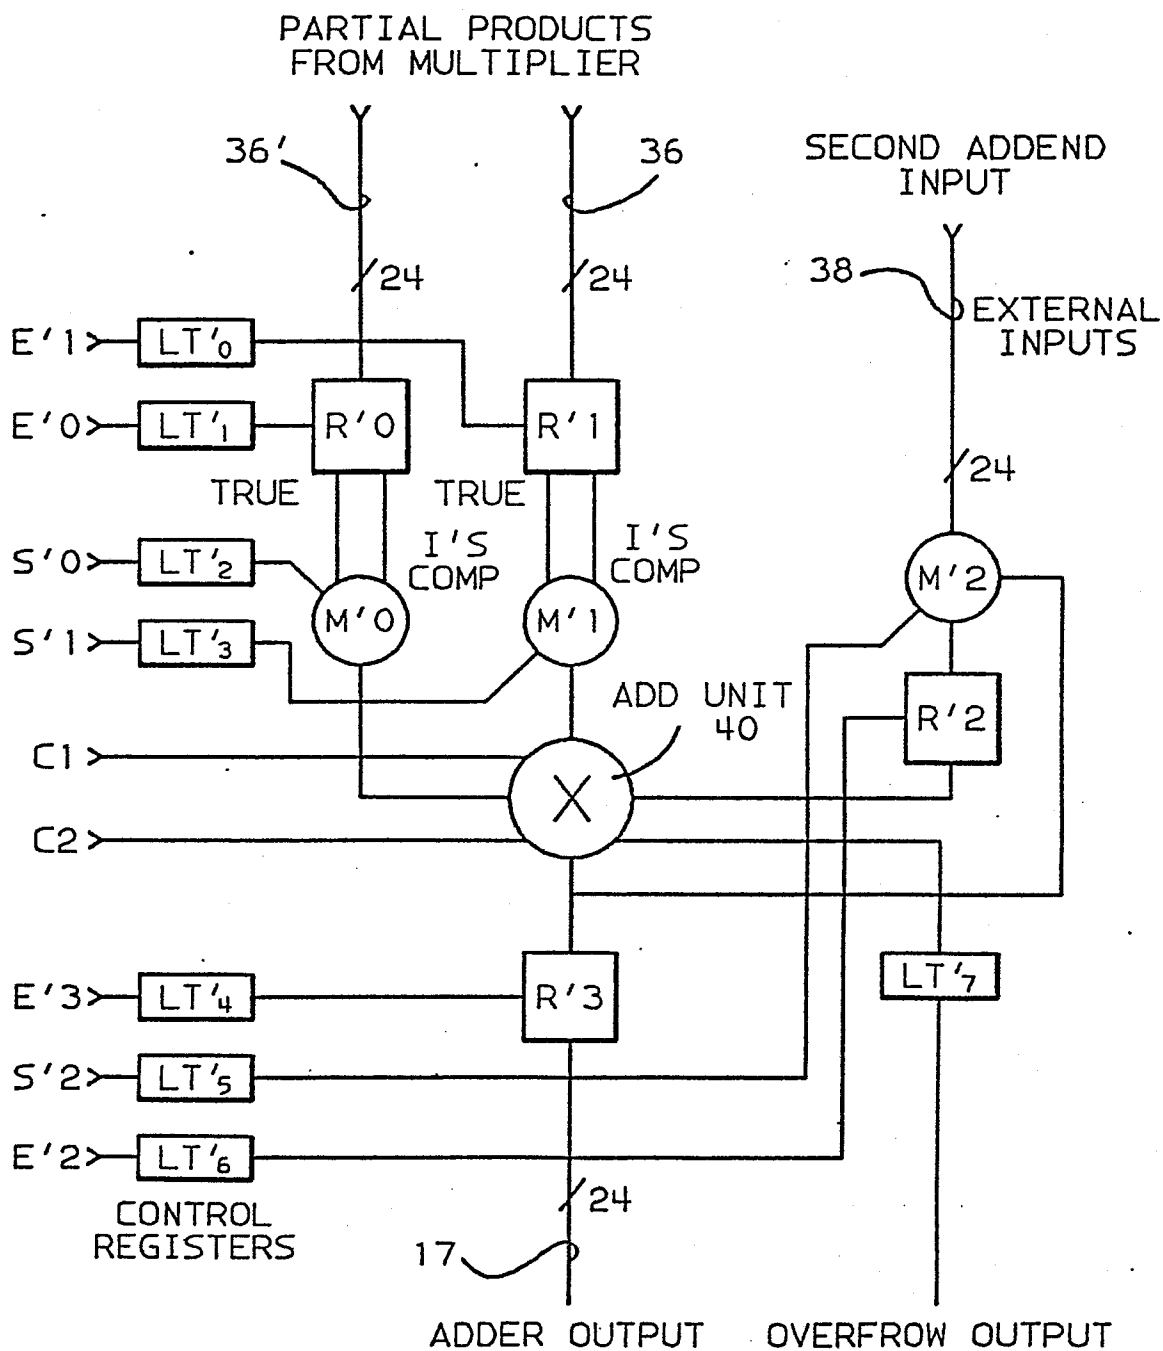 PARTIAL PRODUCTS
FROM MULTIPLIER
36'
36
SECOND ADDEND
INPUT
24
24
38
EXTERNAL
INPUTS
E'1
LT'0
E'0
LT'1
R'0
R'1
24
TRUE
TRUE
I'S
COMP
I'S
COMP
S'0
LT'2
M'0
M'1
M'2
S'1
LT'3
ADD UNIT
40
R'2
C1
X
C2
LT'7
E'3
LT'4
R'3
S'2
LT'5
E'2
LT'6
24
CONTROL
REGISTERS
17
ADDER OUTPUT
OVERFROW OUTPUT